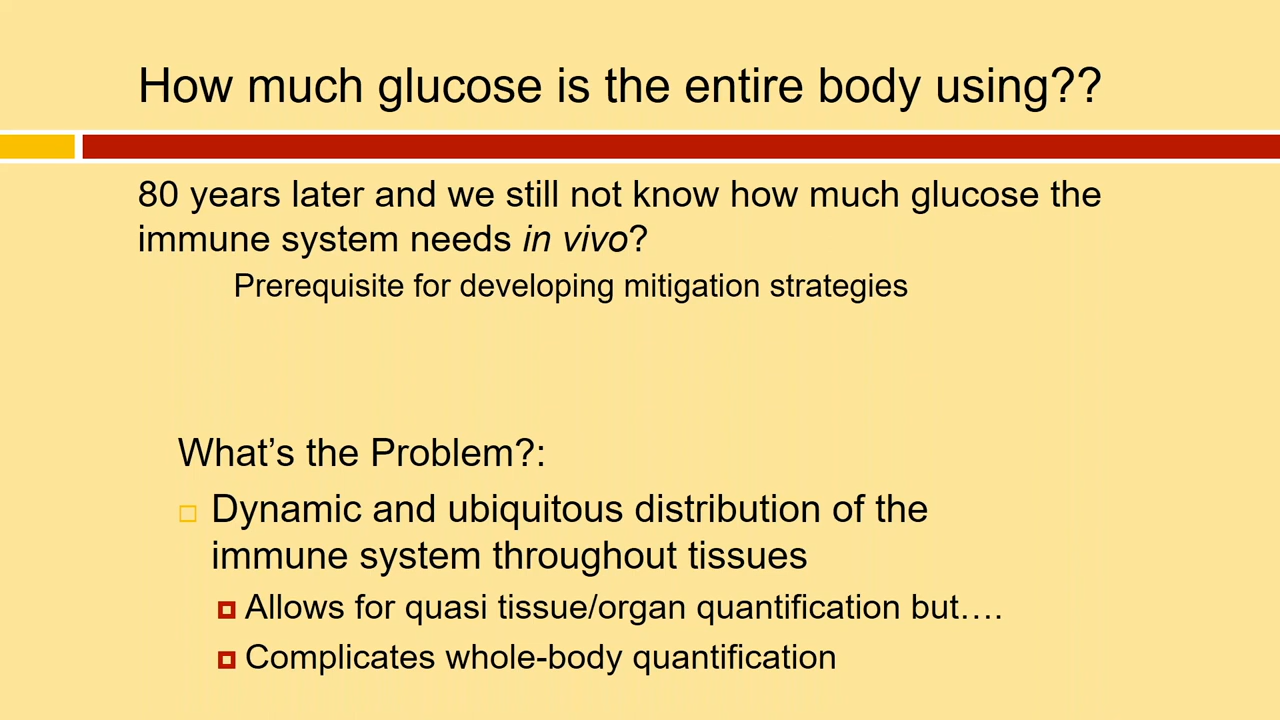 How much glucose is the entire body using??
80 years later and we still not know how much glucose the
immune system needs in vivo?
Prerequisite for developing mitigation strategies
What’s the Problem?:
Dynamic and ubiquitous distribution of the
immune system throughout tissues
Allows for quasi tissue/organ quantification but….
Complicates whole-body quantification